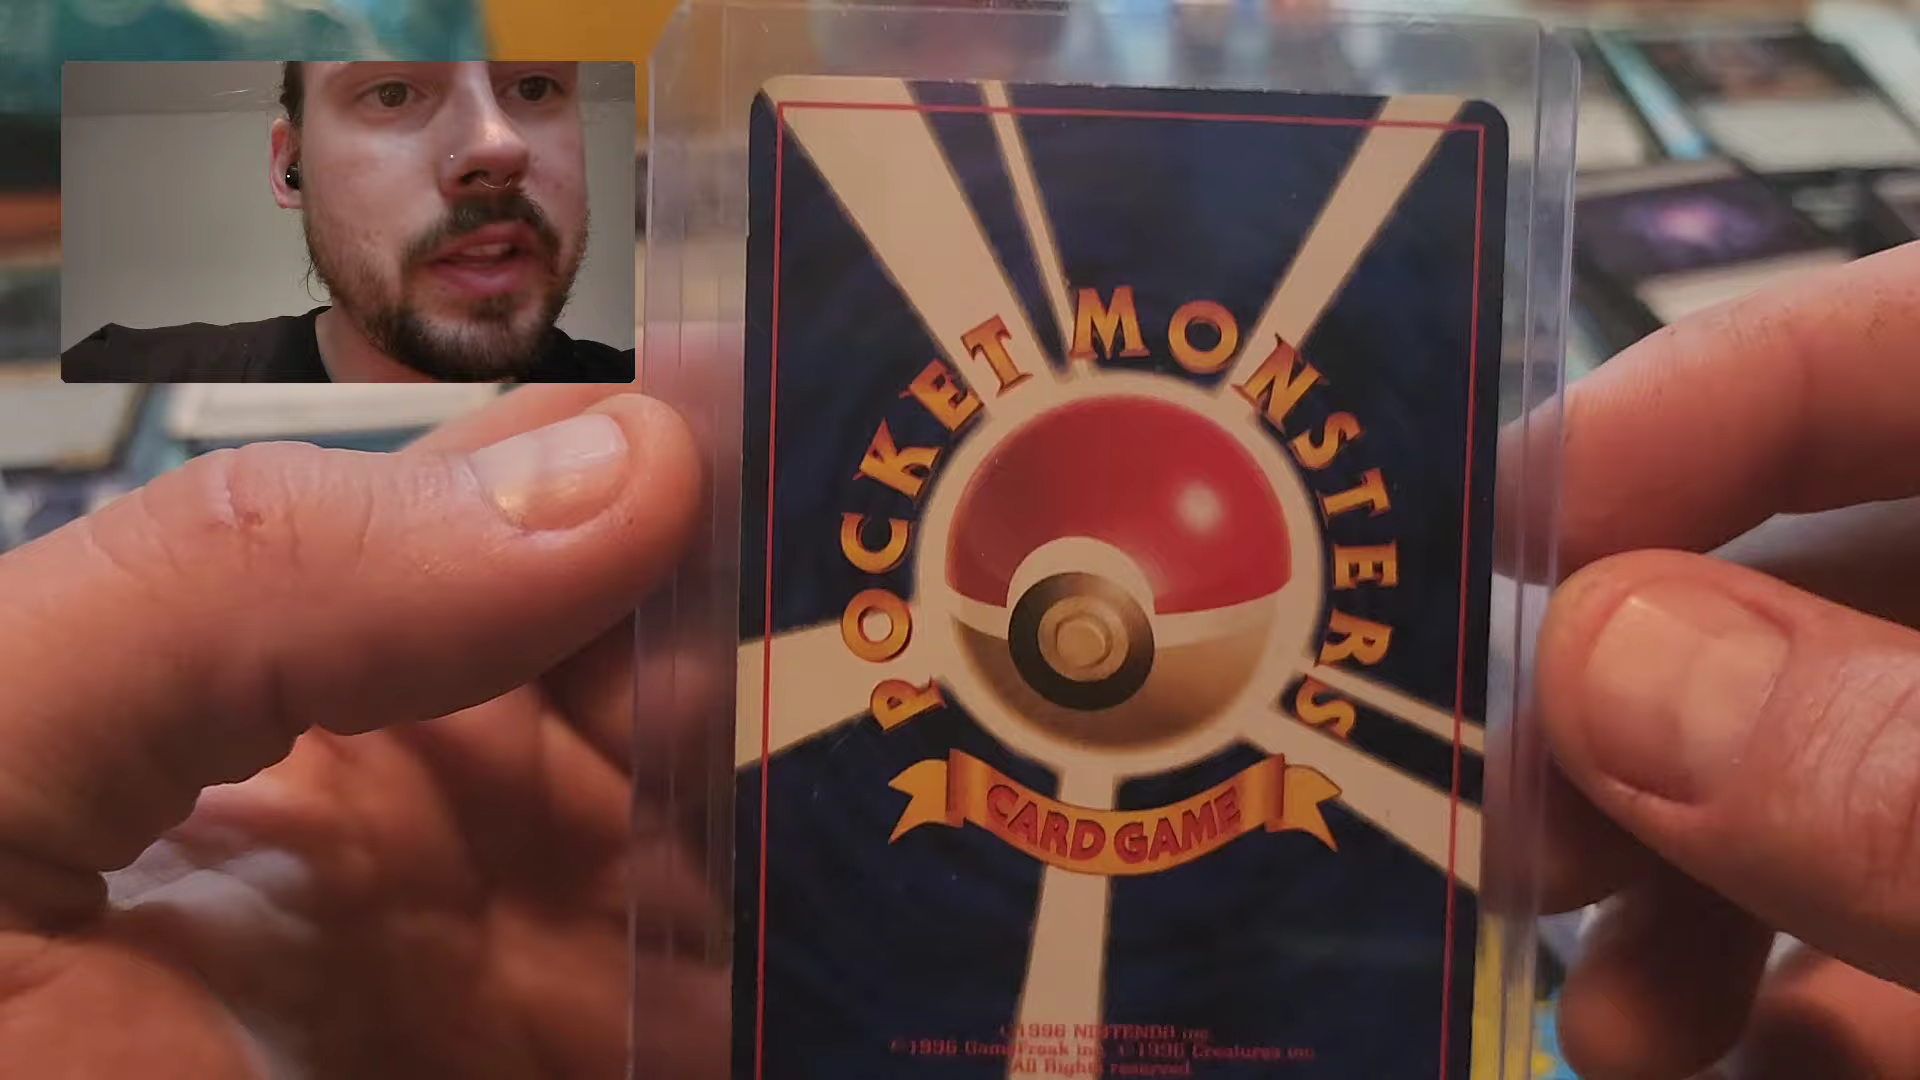 POCKET MONSTERS
CARD GAME
©1996 NINTENDO inc.
©1996 GameFreak inc. ©1996 Creatures inc.
All Rights reserved.